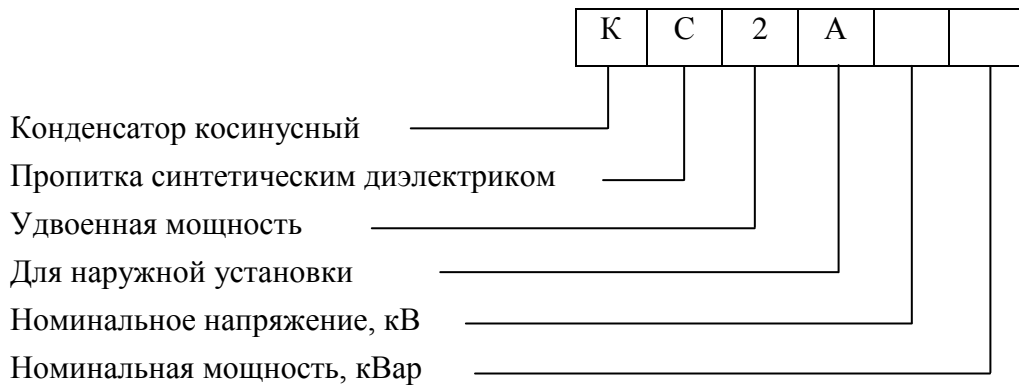 К С 2 А
Конденсатор косинусный
Пропитка синтетическим диэлектриком
Удвоенная мощность
Для наружной установки
Номинальное напряжение, кВ
Номинальная мощность, кВар